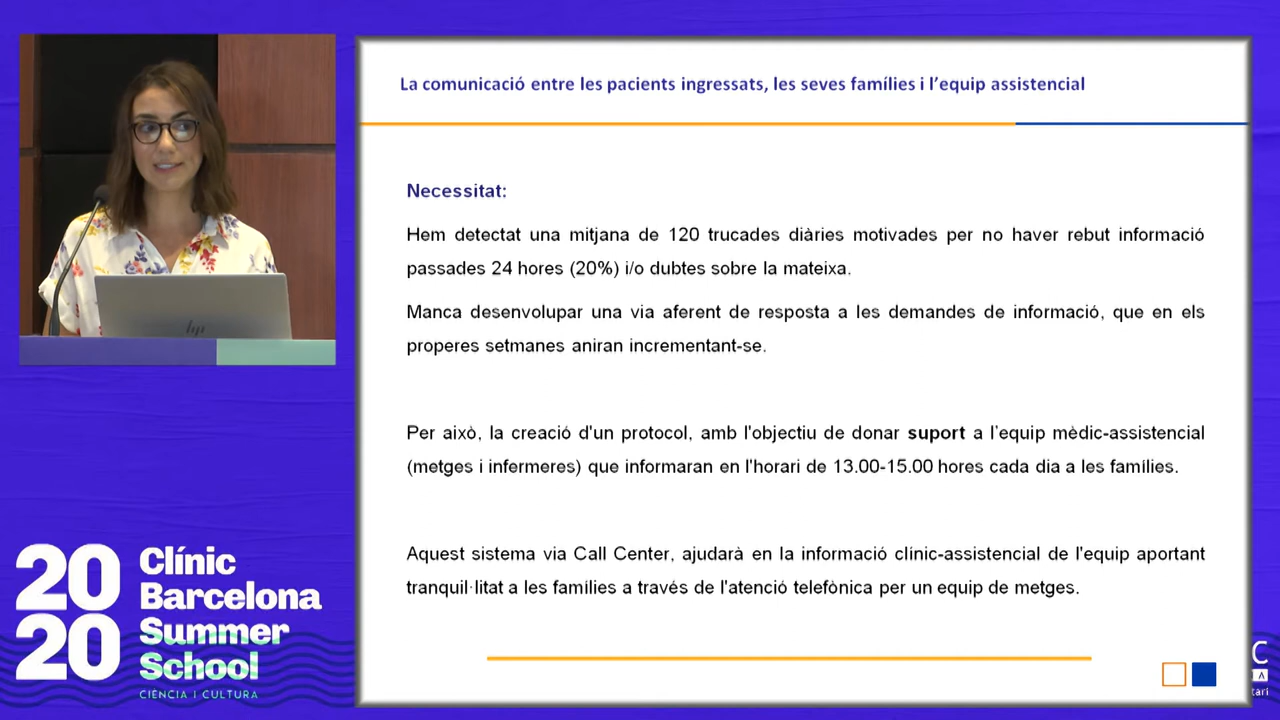 La comunicació entre les pacients ingressats, les seves famílies i l'equip assistencial
Necessitat:
Hem detectat una mitjana de 120 trucades diàries motivades per no haver rebut informació
passades 24 hores (20%) i/o dubtes sobre la mateixa.
Manca desenvolupar una via aferent de resposta a les demandes de informació, que en els
properes setmanes aniran incrementant-se.
Per això, la creació d'un protocol, amb l'objectiu de donar suport a l'equip mèdic-assistencial
(metges i infermeres) que informaran en l'horari de 13.00-15.00 hores cada dia a les famílies.
Aquest sistema via Call Center, ajudarà en la informació clínic-assistencial de l'equip aportant
tranquil·litat a les famílies a través de l'atenció telefònica per un equip de metges.
hp
20
20
Clínic
Barcelona
Summer
School
CIÈNCIA I CULTURA
C
A
tari